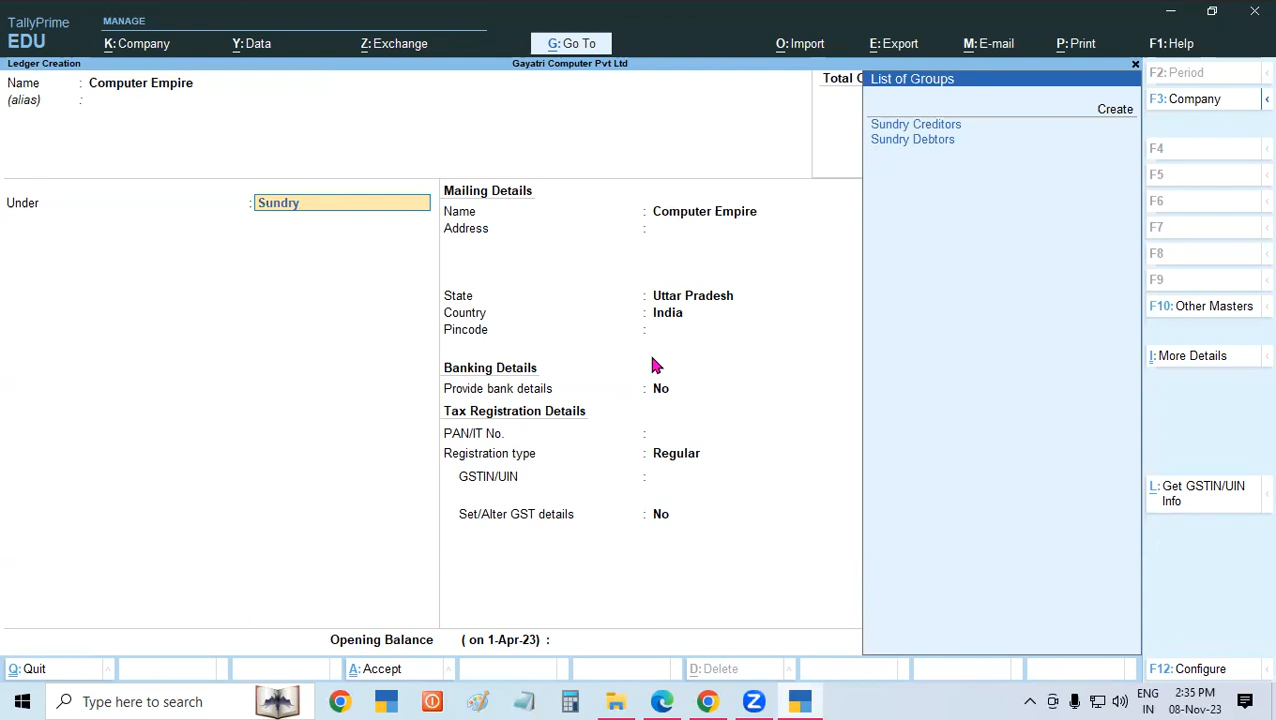 TallyPrime
EDU
MANAGE
K: Company
Y: Data
Z: Exchange
G: Go To
O: Import
E: Export
M: E-mail
P: Print
F1: Help
Ledger Creation
Gayatri Computer Pvt Ltd
Name : Computer Empire
(alias) :
Total
Under : Sundry
Mailing Details
Name : Computer Empire
Address :
State : Uttar Pradesh
Country : India
Pincode :
Banking Details
Provide bank details : No
Tax Registration Details
PAN/IT No. :
Registration type : Regular
GSTIN/UIN :
Set/Alter GST details : No
Opening Balance ( on 1-Apr-23) :
List of Groups
Create
Sundry Creditors
Sundry Debtors
F2: Period
F3: Company
F4
F5
F6
F7
F8
F9
F10: Other Masters
I: More Details
L: Get GSTIN/UIN
Info
Q: Quit
A: Accept
D: Delete
F12: Configure
Type here to search
ENG
IN
2:35 PM
08-Nov-23